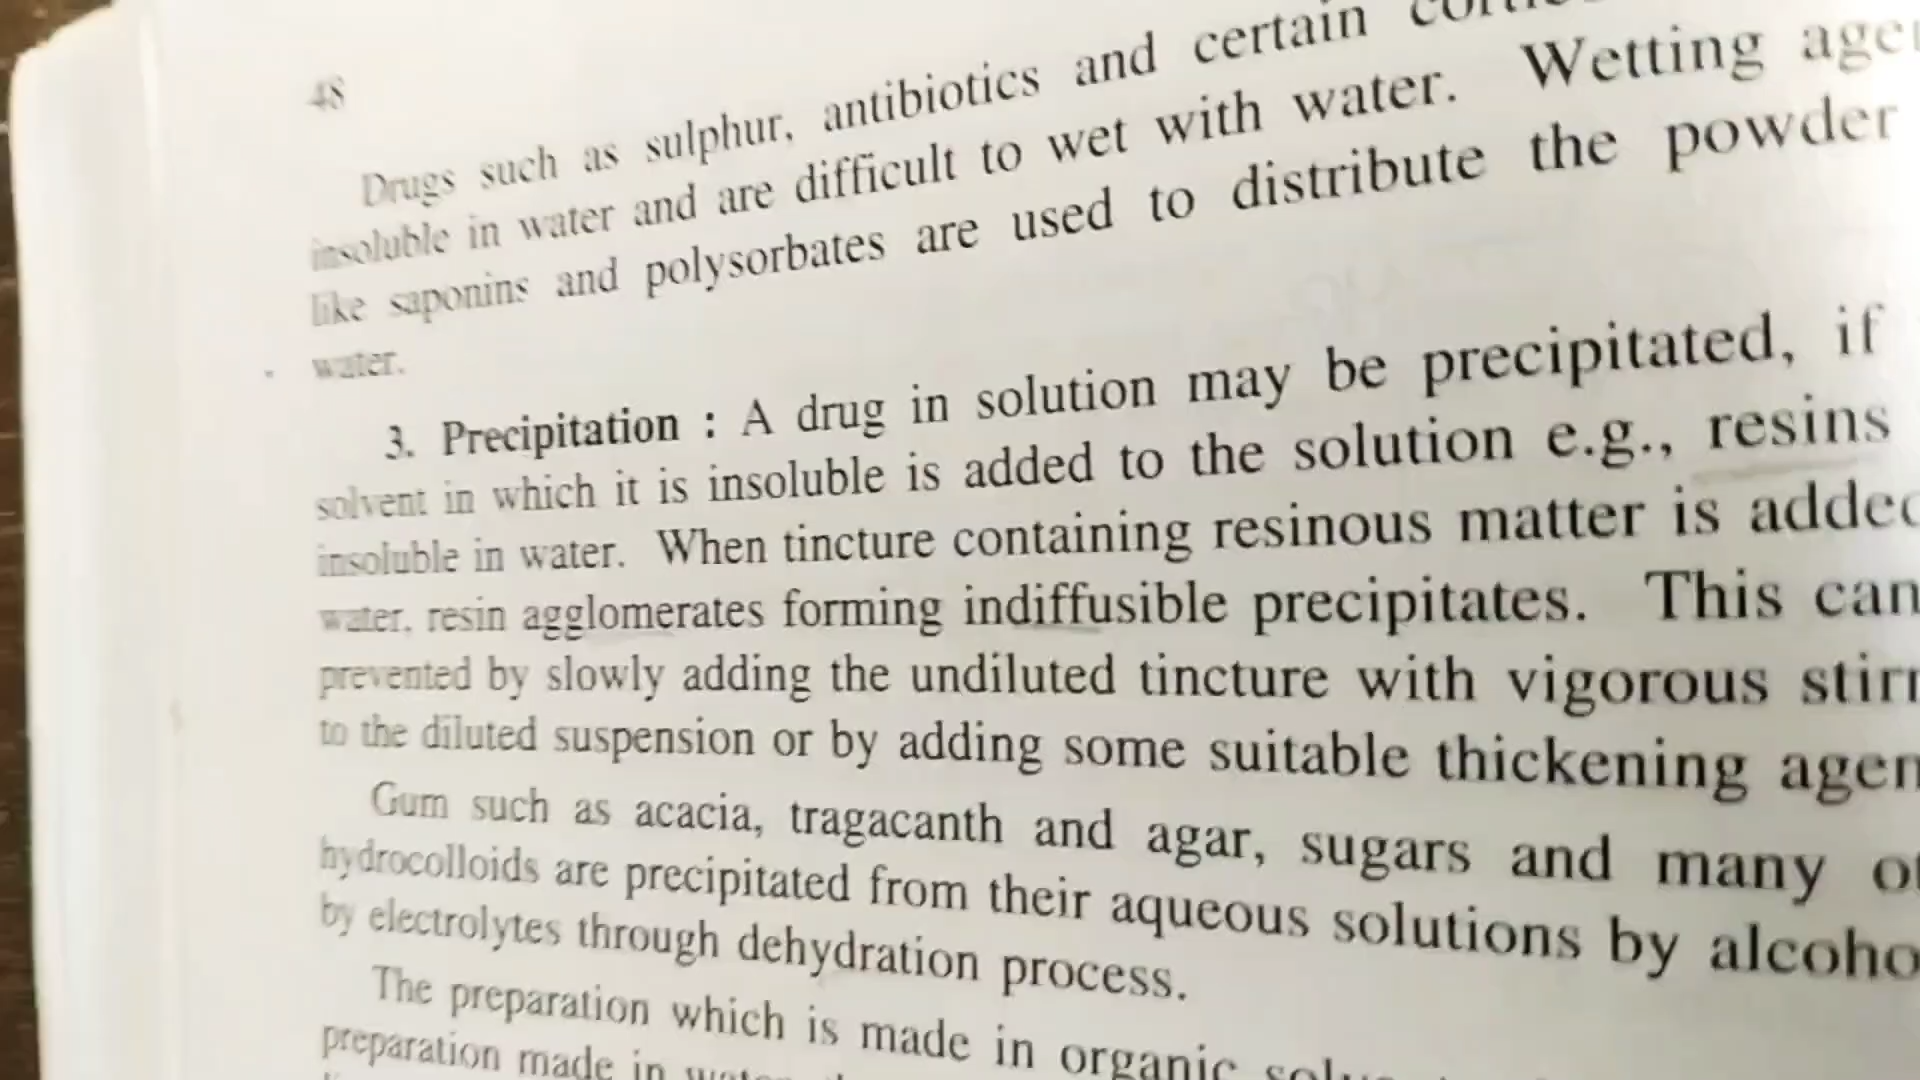 48
Drugs such as sulphur, antibiotics and certain
insoluble in water and are difficult to wet with water. Wetting
like saponins and polysorbates are used to distribute the powder
water.
3. Precipitation : A drug in solution may be precipitated, if
solvent in which it is insoluble is added to the solution e.g., resins
insoluble in water. When tincture containing resinous matter is added
water, resin agglomerates forming indiffusible precipitates. This can
prevented by slowly adding the undiluted tincture with vigorous
to the diluted suspension or by adding some suitable thickening
Gum such as acacia, tragacanth and agar, sugars and many
hydrocolloids are precipitated from their aqueous solutions by
by electrolytes through dehydration process.
The preparation which is made in organic
preparation made in